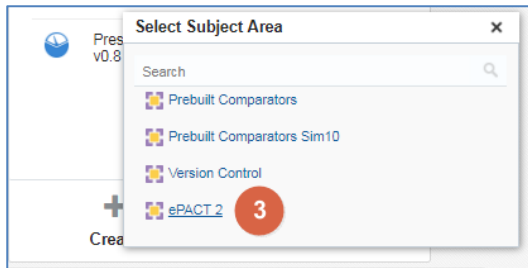 Pres
v0.8
Select Subject Area
×
Search
Prebuilt Comparators
Prebuilt Comparators Sim10
Version Control
ePACT 2
3
Crea